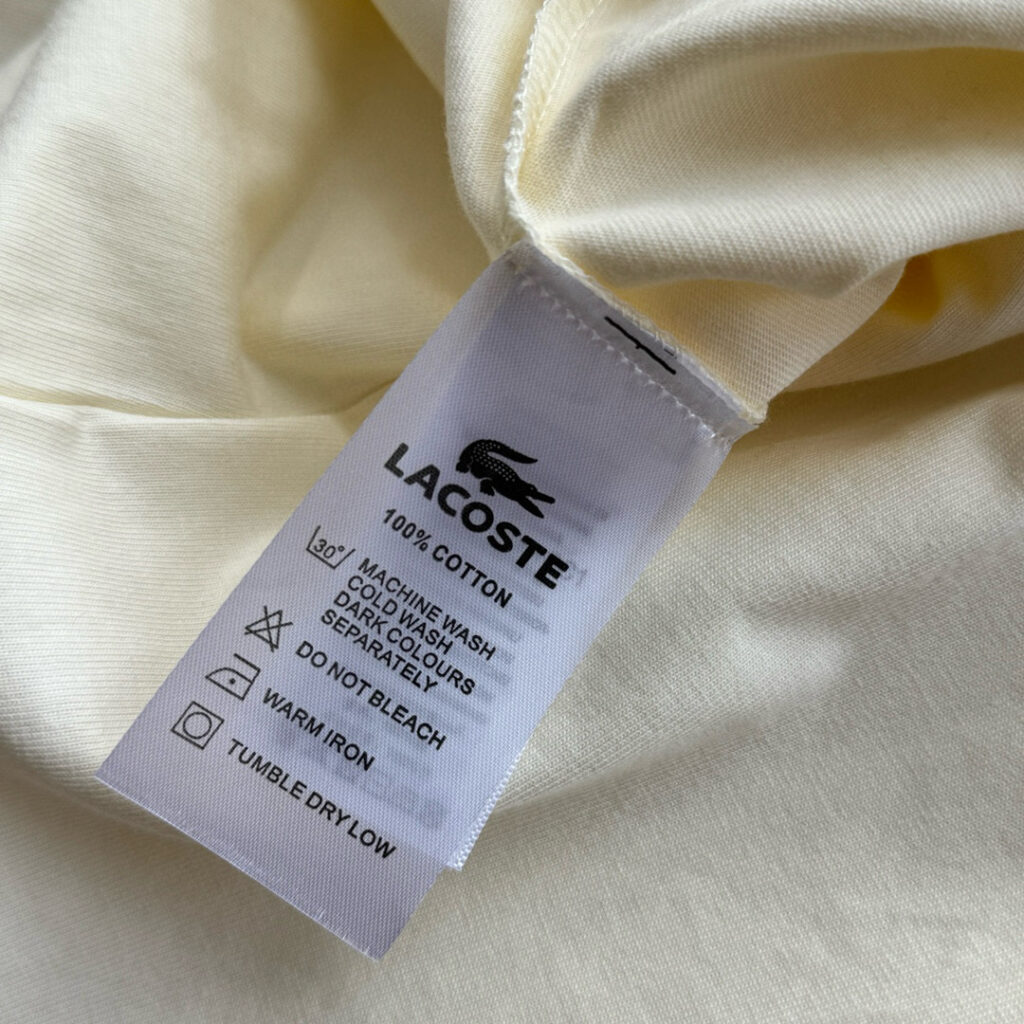 LACOSTE
100% COTTON
30°
MACHINE WASH
COLD WASH
DARK COLOURS
SEPARATELY
DO NOT BLEACH
WARM IRON
TUMBLE DRY LOW